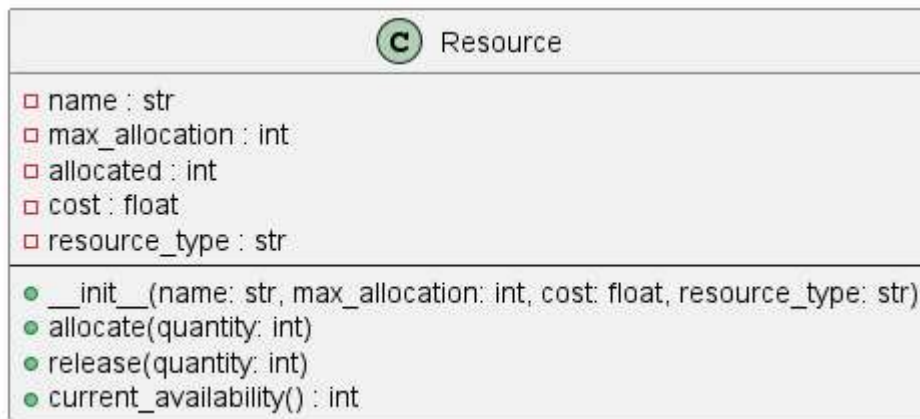 C Resource
name : str
max_allocation : int
allocated : int
cost : float
resource_type : str
__init__(name: str, max_allocation: int, cost: float, resource_type: str)
allocate(quantity: int)
release(quantity: int)
current_availability() : int